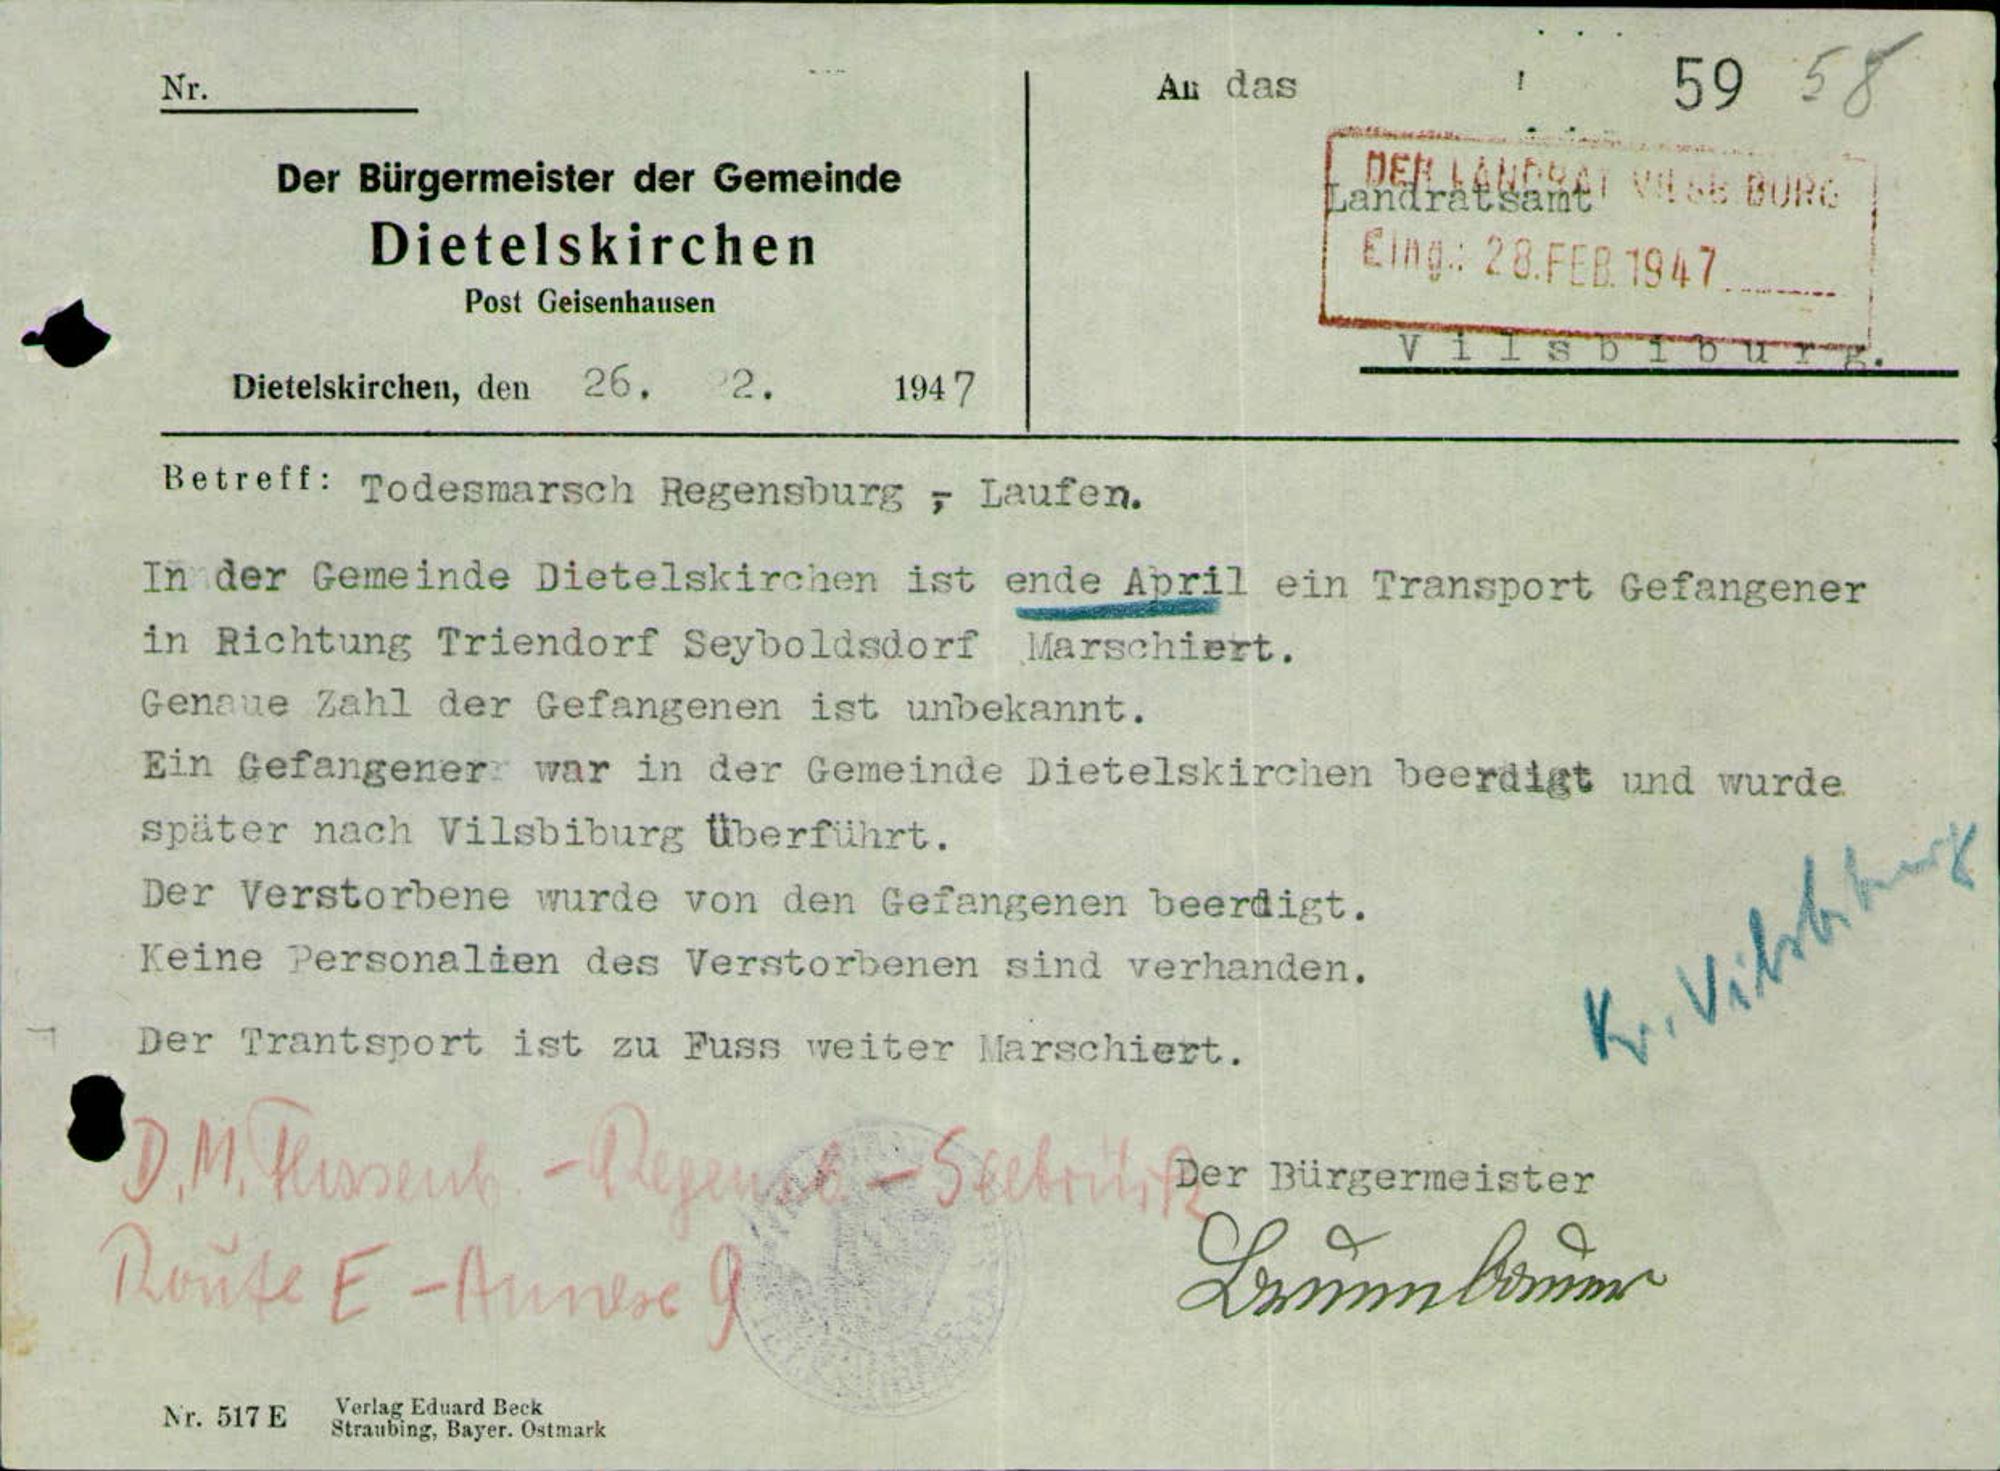 Nr.
An das
59 58
Der Bürgermeister der Gemeinde
Dietelskirchen
Post Geisenhausen
Dietelskirchen, den 26. 2. 1947
DER LANDRAT VILSBIBURG
Landratsamt
Eing.: 28. FEB. 1947
Vilsbiburg.
Betreff: Todesmarsch Regensburg - Laufen.
In der Gemeinde Dietelskirchen ist ende April ein Transport Gefangener
in Richtung Triendorf Seyboldsdorf Marschiert.
Genaue Zahl der Gefangenen ist unbekannt.
Ein Gefangener war in der Gemeinde Dietelskirchen beerdigt und wurde
später nach Vilsbiburg Überführt.
Der Verstorbene wurde von den Gefangenen beerdigt.
Keine Personalien des Verstorbenen sind verhanden.
Kr. Vilsbiburg
Der Trantsport ist zu Fuss weiter Marschiert.
D.M. Flossenb. - Regensb. -
Der Bürgermeister
Route E - Annexe 9
Nr. 517 E
Verlag Eduard Beck
Straubing, Bayer. Ostmark